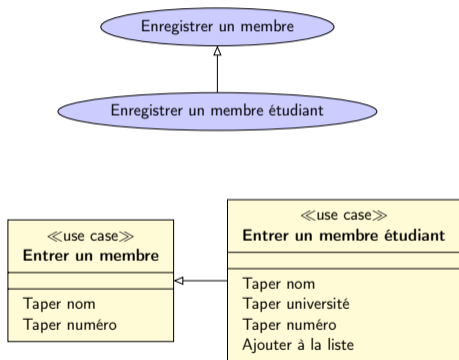 Enregistrer un membre
Enregistrer un membre étudiant
≪use case≫
Entrer un membre
Taper nom
Taper numéro
≪use case≫
Entrer un membre étudiant
Taper nom
Taper université
Taper numéro
Ajouter à la liste